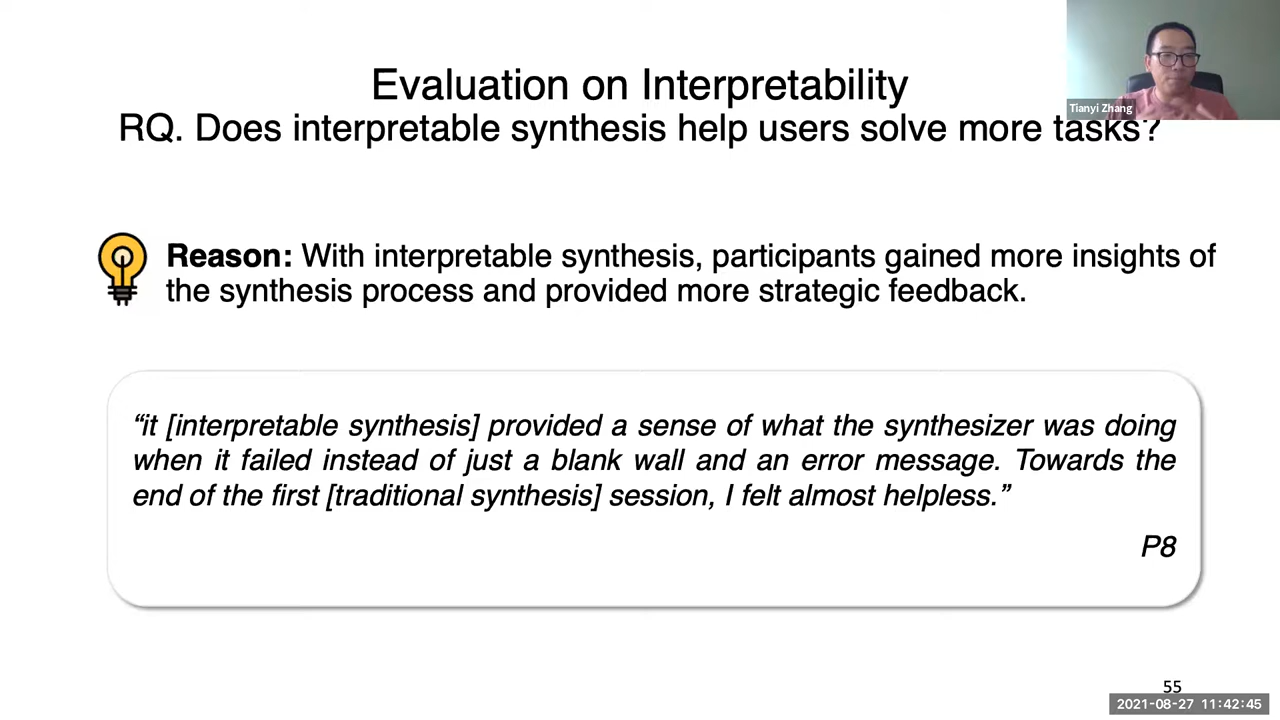 Evaluation on Interpretability
Tianyi Zhang
RQ. Does interpretable synthesis help users solve more tasks?
Reason: With interpretable synthesis, participants gained more insights of
the synthesis process and provided more strategic feedback.
“it [interpretable synthesis] provided a sense of what the synthesizer was doing
when it failed instead of just a blank wall and an error message. Towards the
end of the first [traditional synthesis] session, I felt almost helpless.”
P8
55
2021-08-27 11:42:45